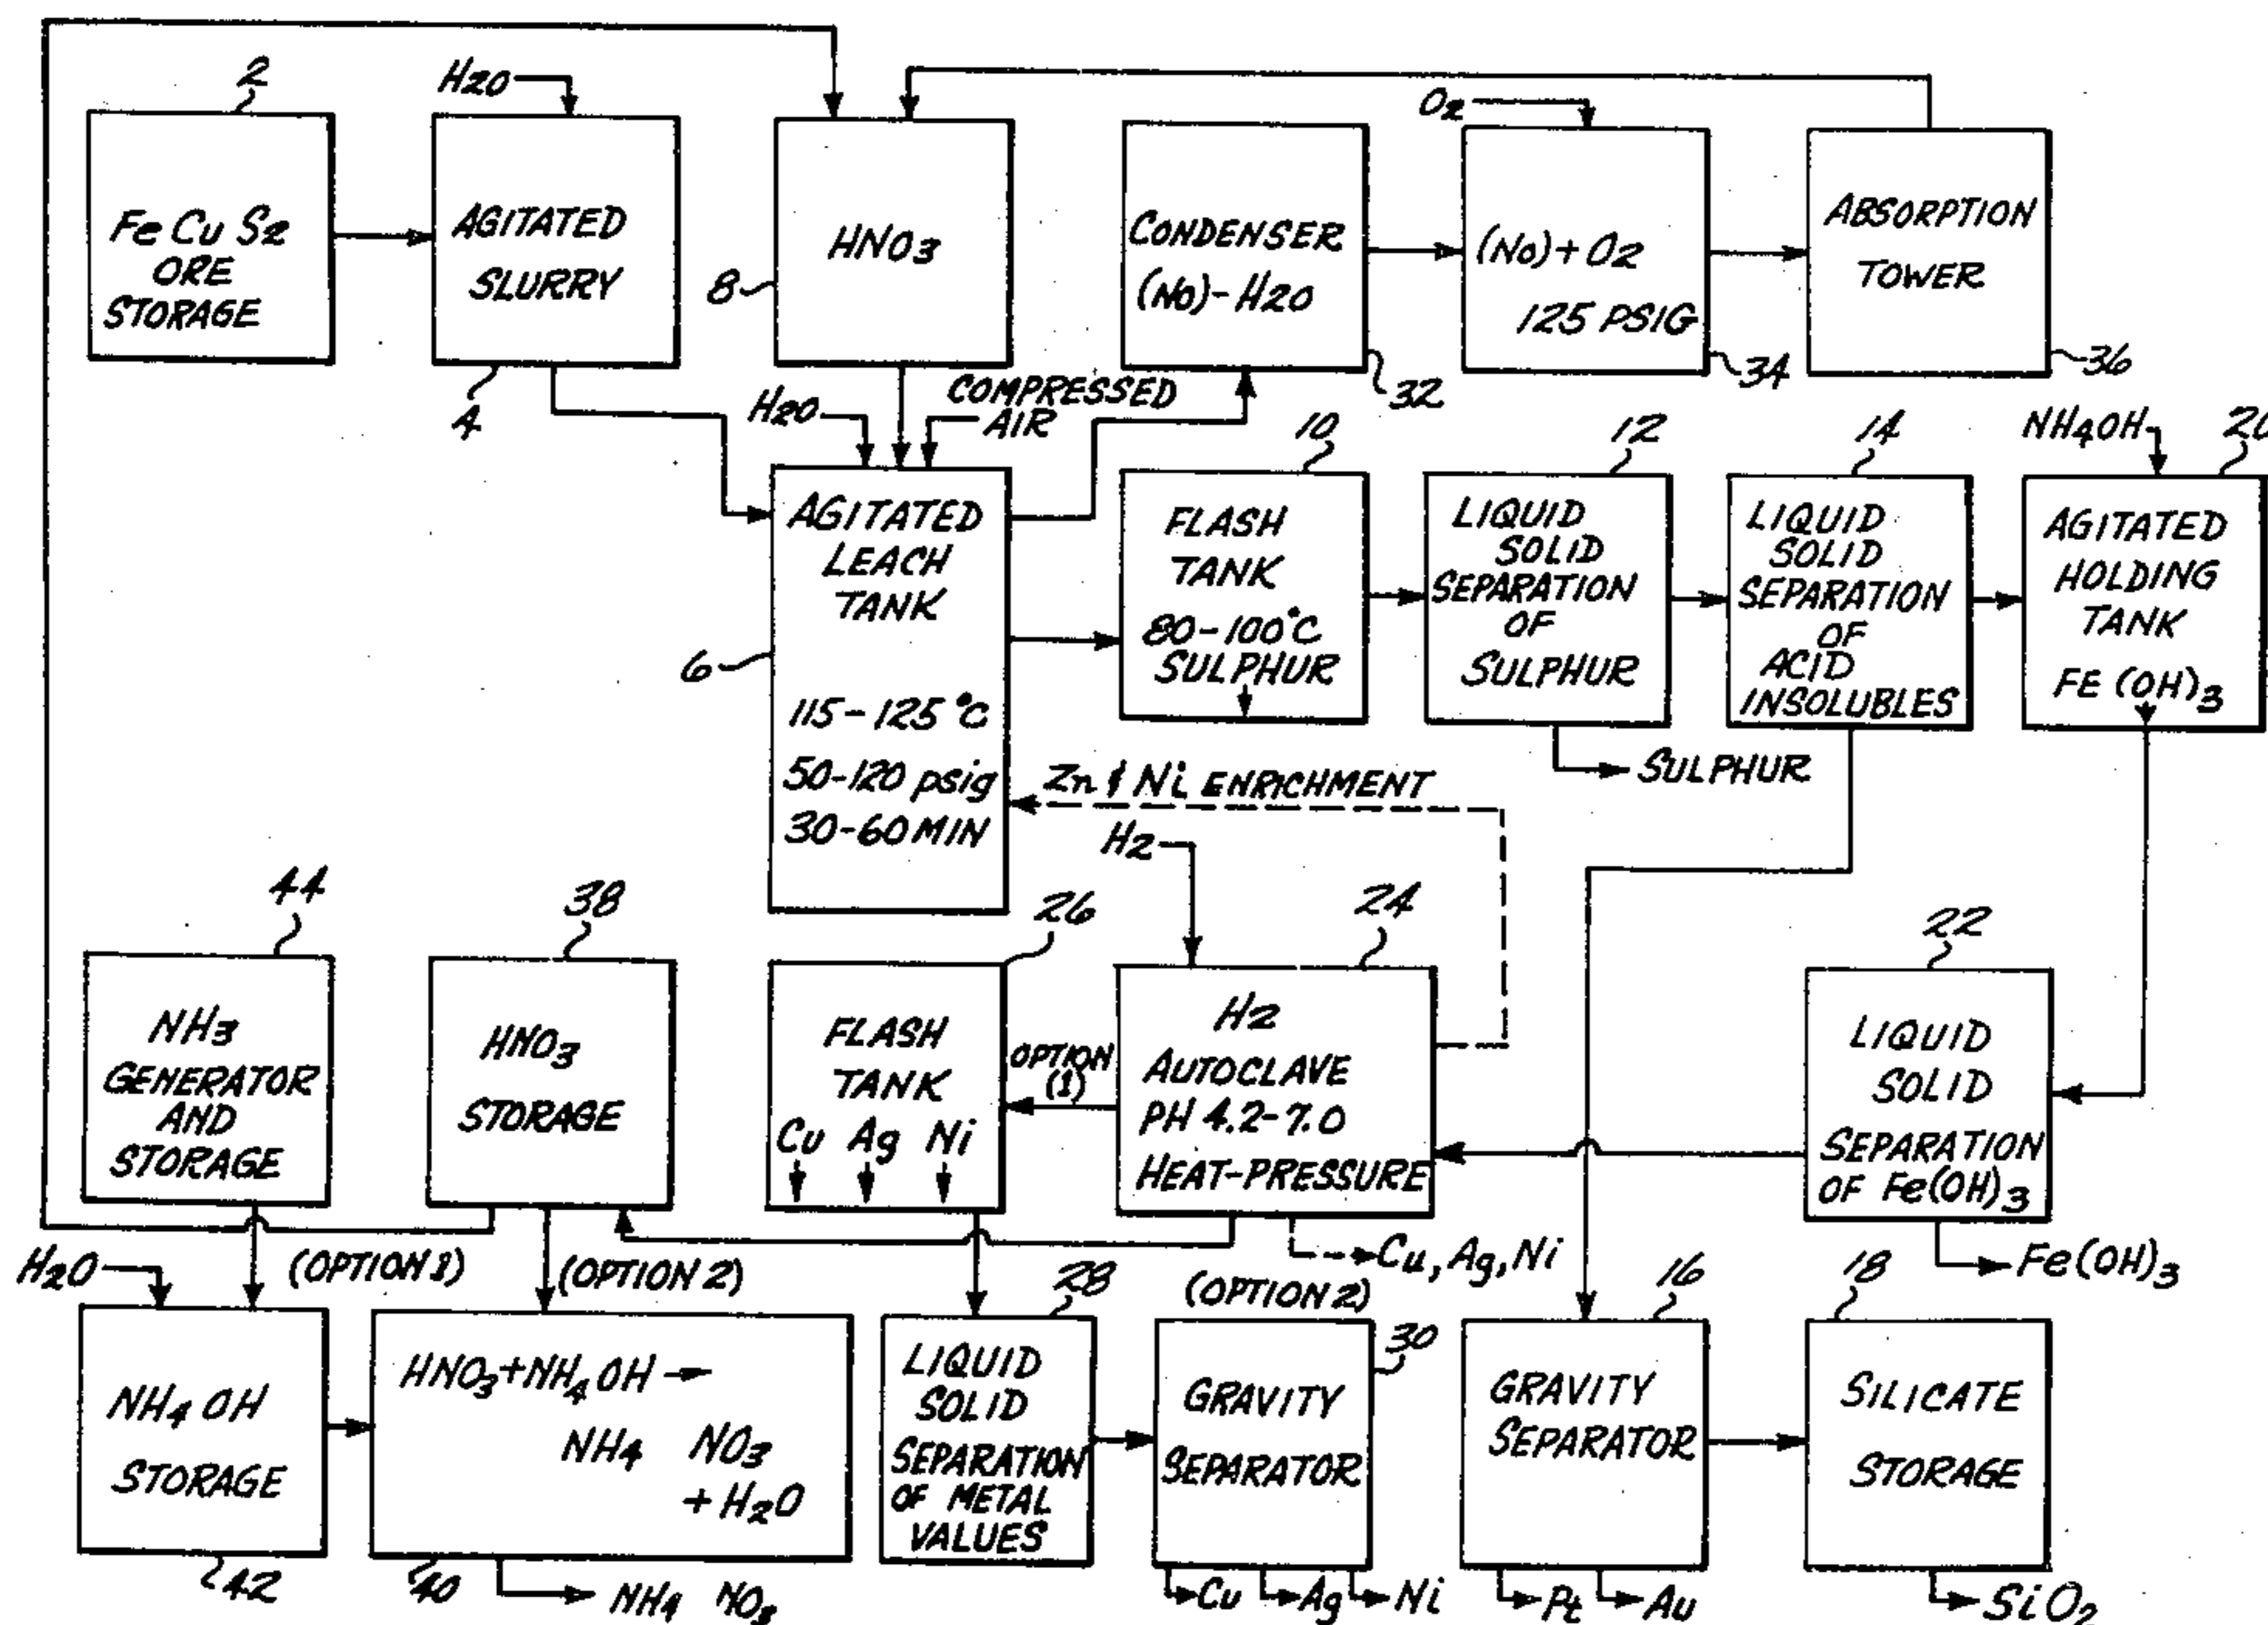 2
H2O
O2
Fe Cu S2
ORE
STORAGE
AGITATED
SLURRY
4
HNO3
8
CONDENSER
(No)-H2O
32
(No)+O2
125 PSIG
34
ABSORPTION
TOWER
36
H2O
COMPRESSED
AIR
10
12
14
NH4OH
20
AGITATED
LEACH
TANK
6
115-125°C
50-120 psig
30-60 MIN
FLASH
TANK
80-100°C
SULPHUR
LIQUID
SOLID
SEPARATION
OF
SULPHUR
LIQUID
SOLID
SEPARATION
OF
ACID
INSOLUBLES
AGITATED
HOLDING
TANK
FE (OH)3
SULPHUR
Zn & Ni ENRICHMENT
H2
44
38
26
24
22
NH3
GENERATOR
AND
STORAGE
HNO3
STORAGE
FLASH
TANK
Cu Ag Ni
OPTION
(1)
H2
AUTOCLAVE
PH 4.2-7.0
HEAT-PRESSURE
LIQUID
SOLID
SEPARATION
OF Fe(OH)3
H2O
(OPTION 1)
(OPTION 2)
Cu, Ag, Ni
(OPTION 2)
Fe(OH)3
28
30
16
18
NH4 OH
STORAGE
42
HNO3+NH4OH→
NH4 NO3
+H2O
40
LIQUID
SOLID
SEPARATION
OF METAL
VALUES
GRAVITY
SEPARATOR
GRAVITY
SEPARATOR
SILICATE
STORAGE
NH4 NO3
Cu
Ag
Ni
Pt
Au
SiO2